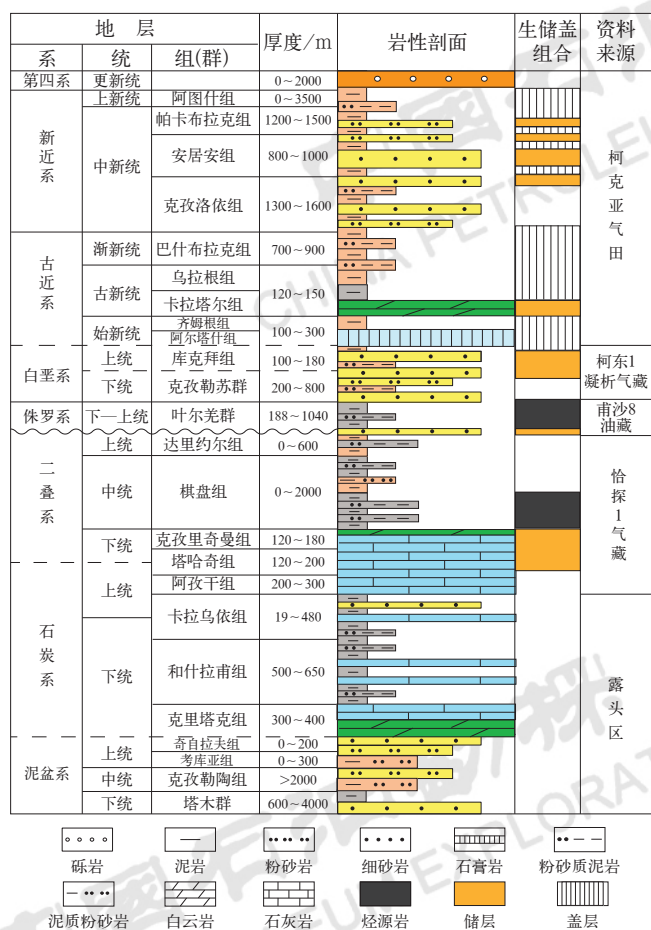 地 层
厚度/m
岩性剖面
生储盖
组合
资料
来源
系
统
组(群)
第四系
更新统
0~2000
新近系
上新统
阿图什组
0~3500
中新统
帕卡布拉克组
1200~1500
安居安组
800~1000
克孜洛依组
1300~1600
柯克亚气田
古近系
渐新统
巴什布拉克组
700~900
古新统
乌拉根组
卡拉塔尔组
120~150
始新统
齐姆根组
阿尔塔什组
100~300
白垩系
上统
库克拜组
100~180
下统
克孜勒苏群
200~800
柯东1
凝析气藏
侏罗系
下—上统
叶尔羌群
188~1040
甫沙8
油藏
二叠系
上统
达里约尔组
0~600
中统
棋盘组
0~2000
下统
克孜里奇曼组
120~180
塔哈奇组
120~200
恰探1气藏
石炭系
上统
阿孜干组
200~300
卡拉乌依组
19~480
下统
和什拉甫组
500~650
克里塔克组
300~400
露头区
泥盆系
上统
奇自拉夫组
0~200
考库亚组
0~300
中统
克孜勒陶组
>2000
下统
塔木群
600~4000
砾岩
泥岩
粉砂岩
细砂岩
石膏岩
粉砂质泥岩
泥质粉砂岩
白云岩
石灰岩
烃源岩
储层
盖层